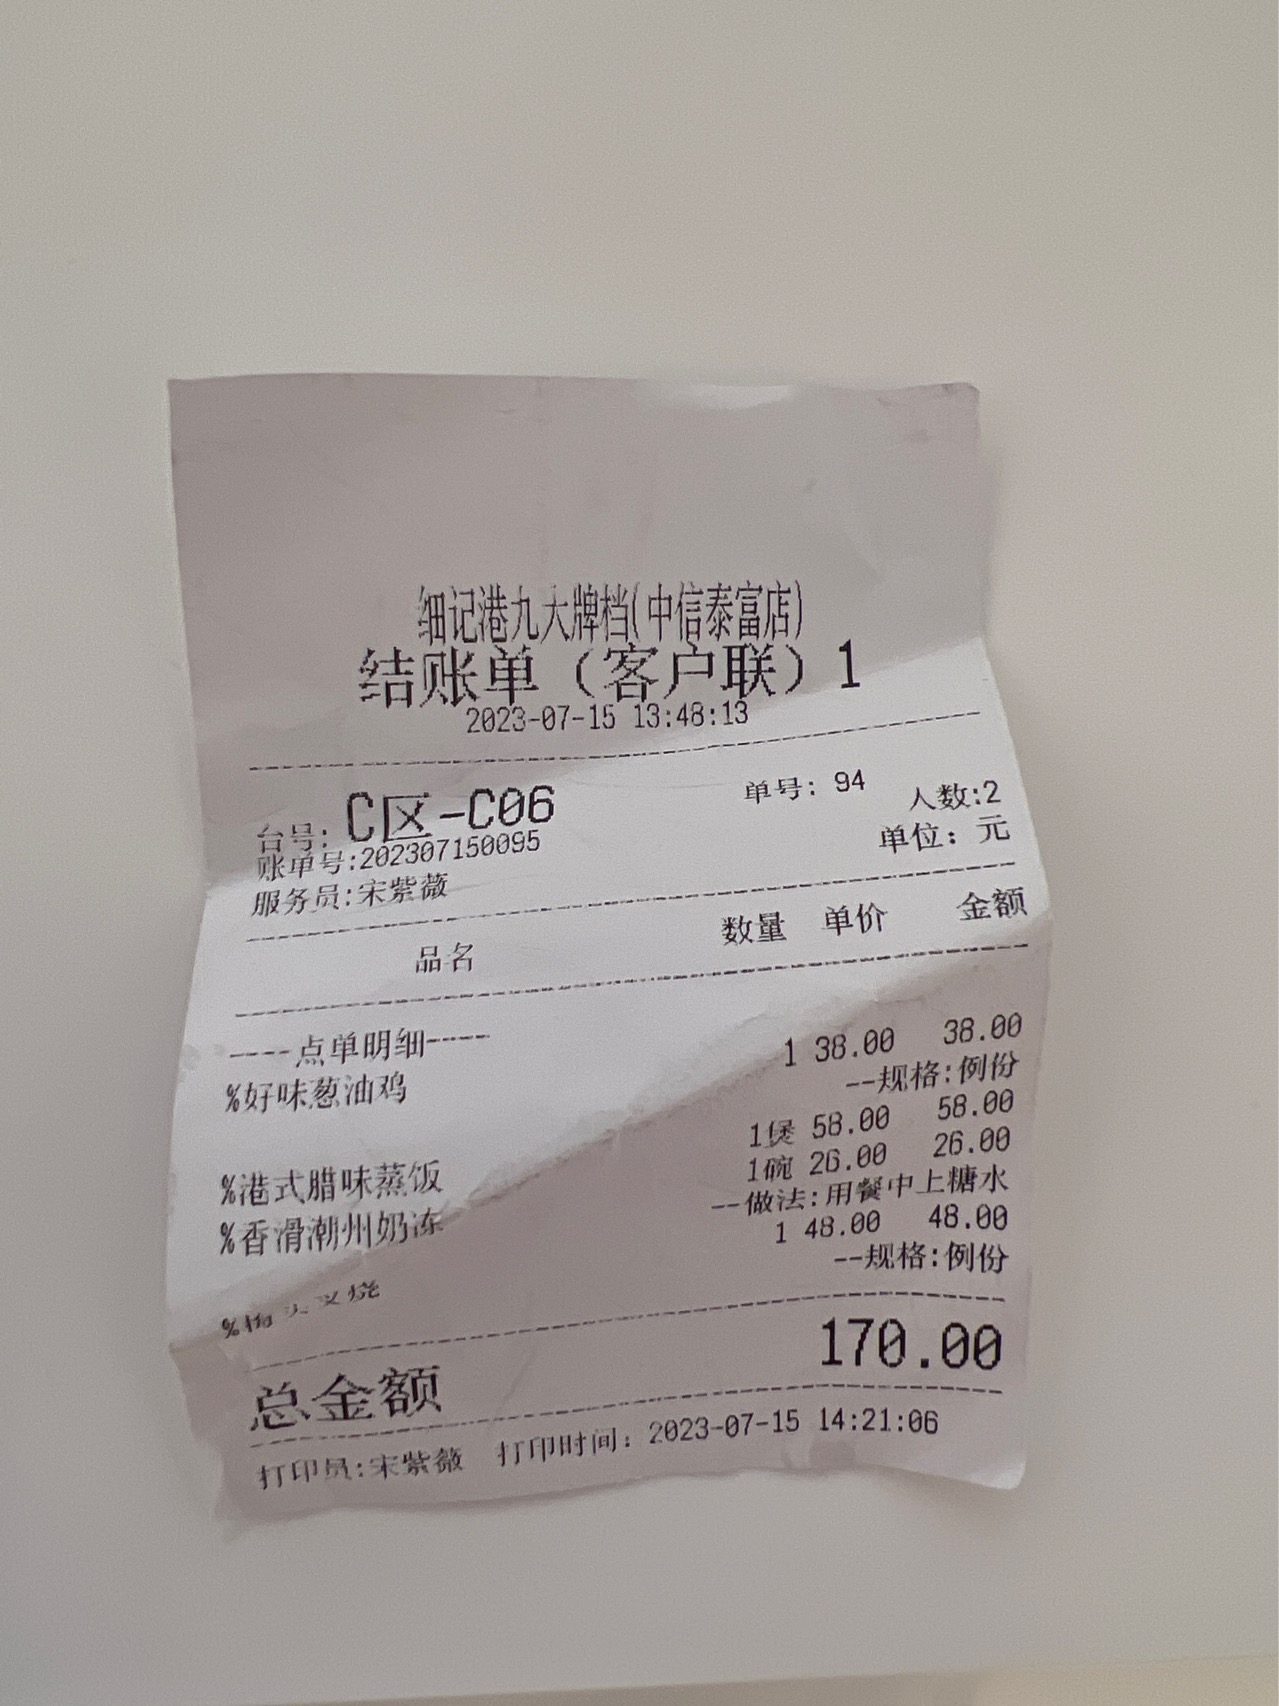 细记港九大牌档(中信泰富店)
结账单（客户联）1
2023-07-15 13:48:13
台号: C区-C06 单号: 94 人数:2
账单号:202307150095 单位: 元
服务员:宋紫薇
品名 数量 单价 金额
----点单明细----
%好味葱油鸡 1 38.00 38.00
--规格:例份
%港式腊味蒸饭 1煲 58.00 58.00
%香滑潮州奶冻 1碗 26.00 26.00
--做法:用餐中上糖水
%梅头叉烧 1 48.00 48.00
--规格:例份
总金额 170.00
打印员:宋紫薇 打印时间: 2023-07-15 14:21:06